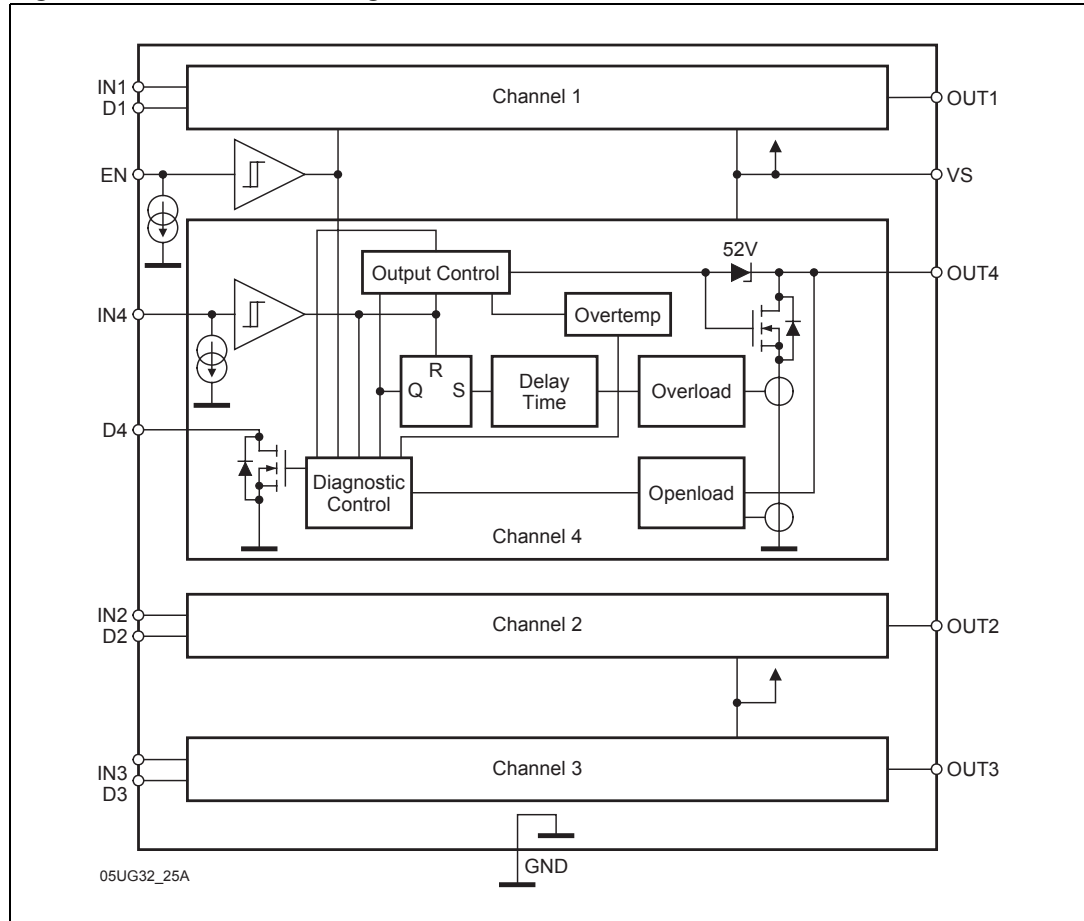 IN1
D1
Channel 1
OUT1
EN
VS
52V
Output Control
OUT4
IN4
Overtemp
R
Q
S
Delay
Time
Overload
D4
Diagnostic
Control
Openload
Channel 4
IN2
D2
Channel 2
OUT2
IN3
D3
Channel 3
OUT3
GND
05UG32_25A